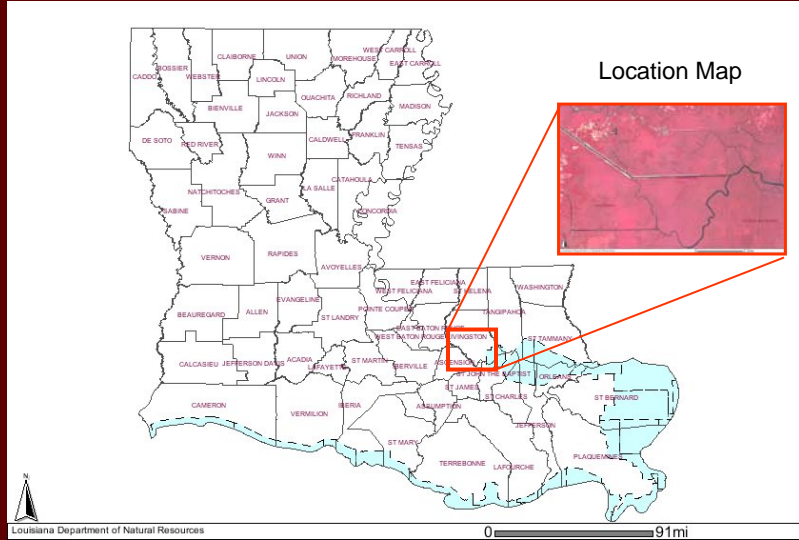 Location Map
WEST CARROLL
CLAIBORNE
UNION
MOREHOUSE
EAST CARROLL
BOSSIER
WEBSTER
CADDO
LINCOLN
OUACHITA
RICHLAND
MADISON
BIENVILLE
JACKSON
DE SOTO
RED RIVER
CALDWELL
FRANKLIN
TENSAS
WINN
CATAHOULA
LA SALLE
NATCHITOCHES
GRANT
SABINE
CONCORDIA
VERNON
RAPIDES
AVOYELLES
EAST FELICIANA
WEST FELICIANA
ST HELENA
WASHINGTON
EVANGELINE
POINTE COUPEE
TANGIPAHOA
BEAUREGARD
ALLEN
ST LANDRY
EAST BATON ROUGE
WEST BATON ROUGE
LIVINGSTON
ST TAMMANY
CALCASIEU
JEFFERSON DAVIS
ACADIA
LAFAYETTE
ST MARTIN
IBERVILLE
ASCENSION
ST JOHN THE BAPTIST
ORLEANS
ST JAMES
ST CHARLES
ST BERNARD
CAMERON
VERMILION
IBERIA
ASSUMPTION
JEFFERSON
ST MARY
TERREBONNE
LAFOURCHE
PLAQUEMINES
N
Louisiana Department of Natural Resources
0 91mi